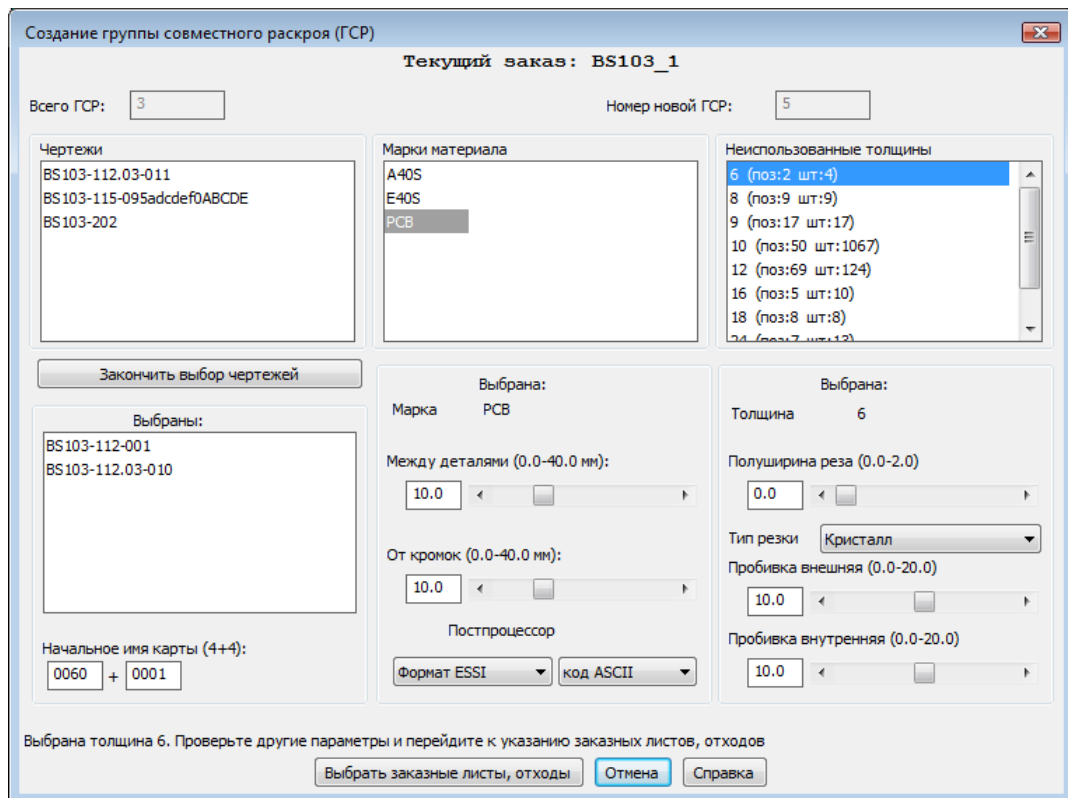 Создание группы совместного раскроя (ГСР)
Текущий заказ: BS103_1
Всего ГСР: 3 Номер новой ГСР: 5
Чертежи
BS103-112.03-011
BS103-115-095adcdef0ABCDE
BS103-202
Марки материала
A40S
E40S
PCB
Неиспользованные толщины
6 (поз:2 шт:4)
8 (поз:9 шт:9)
9 (поз:17 шт:17)
10 (поз:50 шт:1067)
12 (поз:69 шт:124)
16 (поз:5 шт:10)
18 (поз:8 шт:8)
24 (поз:7 шт:13)
Закончить выбор чертежей
Выбраны:
BS103-112-001
BS103-112.03-010
Начальное имя карты (4+4):
0060 + 0001
Выбрана:
Марка PCB
Между деталями (0.0-40.0 мм):
10.0
От кромок (0.0-40.0 мм):
10.0
Постпроцессор
Формат ESSI код ASCII
Выбрана:
Толщина 6
Полуширина реза (0.0-2.0)
0.0
Тип резки Кристалл
Пробивка внешняя (0.0-20.0)
10.0
Пробивка внутренняя (0.0-20.0)
10.0
Выбрана толщина 6. Проверьте другие параметры и перейдите к указанию заказных листов, отходов
Выбрать заказные листы, отходы Отмена Справка